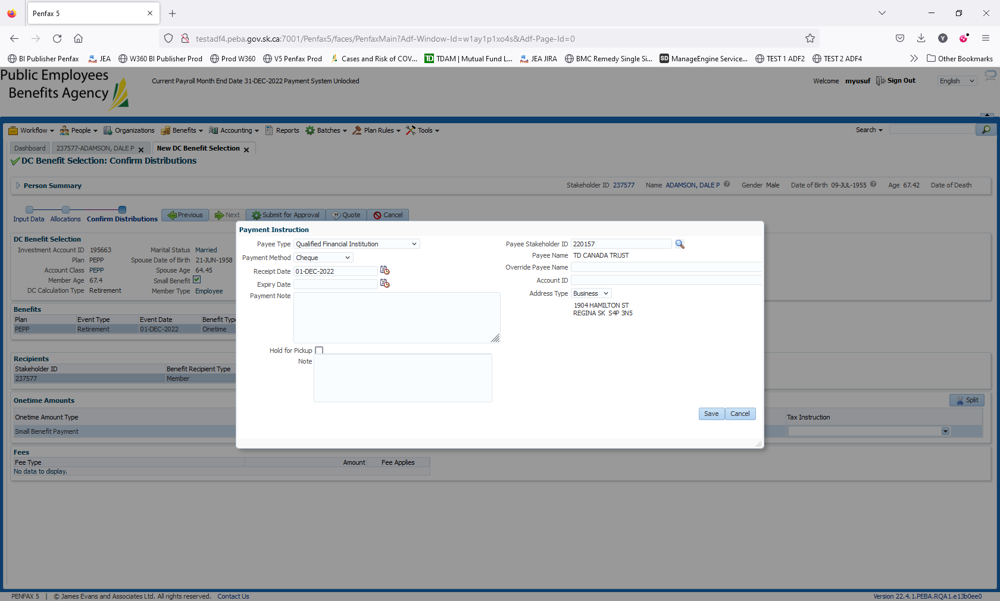 Penfax 5
testadf4.peba.gov.sk.ca:7001/Penfax5/faces/PenfaxMain?Adf-Window-Id=w1ay1p1xo4s&Adf-Page-Id=0
BI Publisher Penfax JEA W360 BI Publisher Prod Prod W360 V5 Penfax Prod Cases and Risk of COV... TD TDAM | Mutual Fund L... JEA JIRA BMC Remedy Single Si... SD ManageEngine Service... TEST 1 ADF2 TEST 2 ADF4 Other Bookmarks
Public Employees
Benefits Agency
Current Payroll Month End Date 31-DEC-2022 Payment System Unlocked
Welcome myusuf Sign Out English
Workflow People Organizations Benefits Accounting Reports Batches Plan Rules Tools Search
Dashboard 237577-ADAMSON, DALE P New DC Benefit Selection
DC Benefit Selection: Confirm Distributions
Person Summary Stakeholder ID 237577 Name ADAMSON, DALE P Gender Male Date of Birth 09-JUL-1955 Age 67.42 Date of Death
Input Data Allocations Confirm Distributions Previous Next Submit for Approval Quote Cancel
DC Benefit Selection
Investment Account ID 195663 Marital Status Married
Plan PEPP Spouse Date of Birth 21-JUN-1958
Account Class PEPP Spouse Age 64.45
Member Age 67.4 Small Benefit
DC Calculation Type Retirement Member Type Employee
Benefits
Plan Event Type Event Date Benefit Typ
PEPP Retirement 01-DEC-2022 Onetime
Recipients
Stakeholder ID Benefit Recipient Type
237577 Member
Onetime Amounts Split
Onetime Amount Type Tax Instruction
Small Benefit Payment
Fees
Fee Type Amount Fee Applies
No data to display.
Payment Instruction
Payee Type Qualified Financial Institution
Payment Method Cheque
Receipt Date 01-DEC-2022
Expiry Date
Payment Note
Hold for Pickup
Note
Payee Stakeholder ID 220157
Payee Name TD CANADA TRUST
Override Payee Name
Account ID
Address Type Business
1904 HAMILTON ST
REGINA SK S4P 3N5
Save Cancel
PENFAX 5 | © James Evans and Associates Ltd. All rights reserved. Contact Us
Version 22.4.1.PEBA.RQA1.e13b0ee0